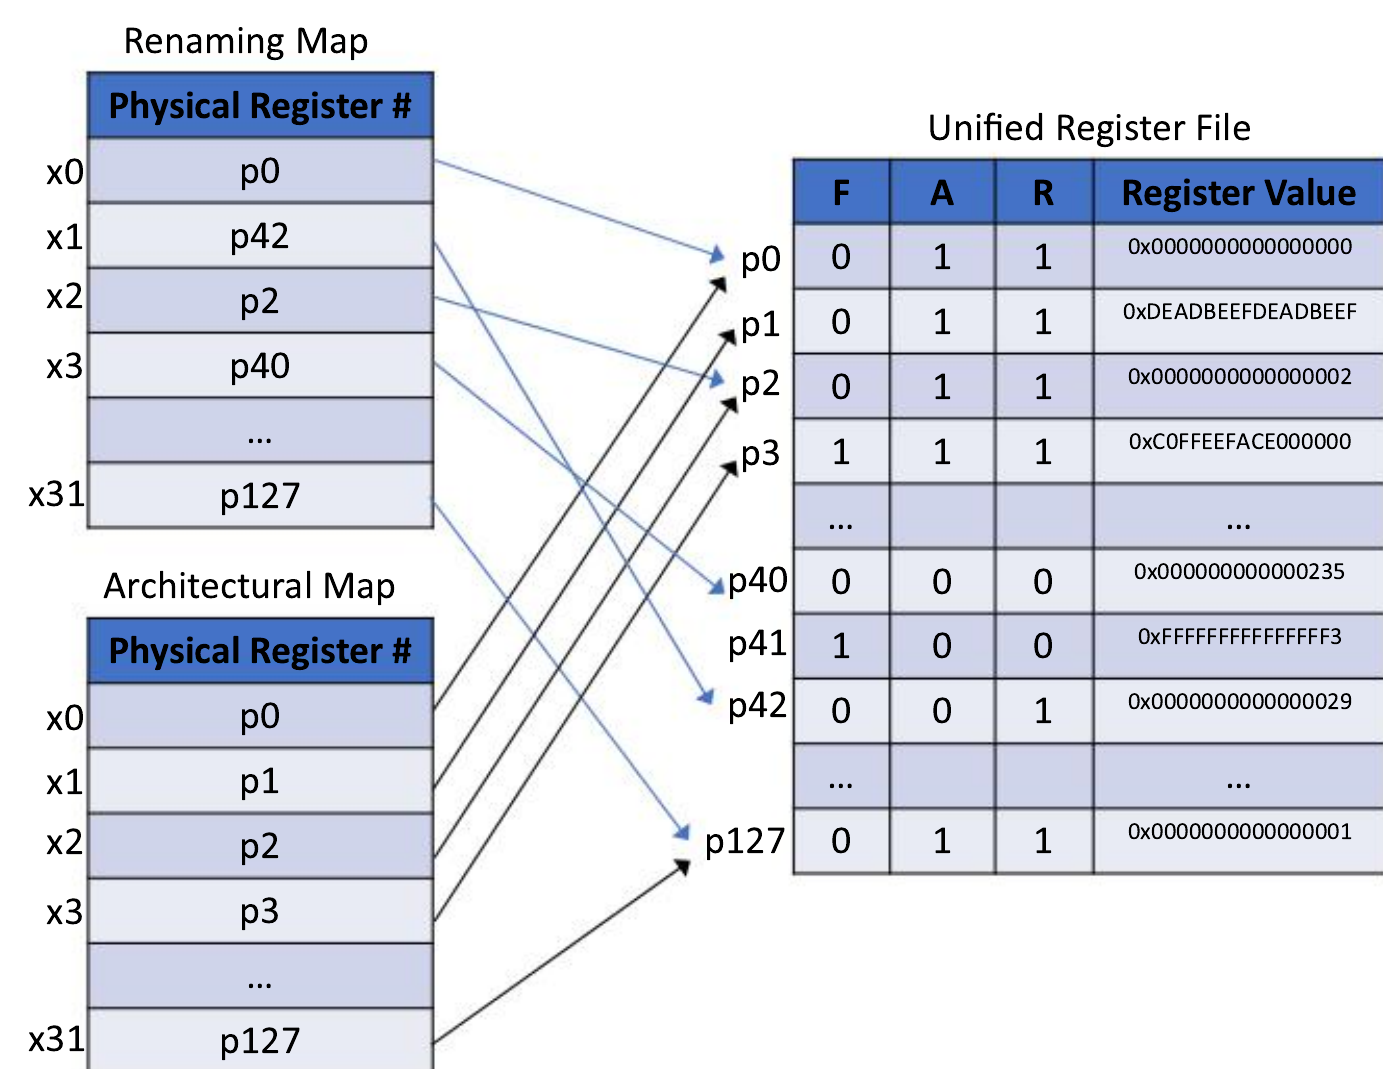 Renaming Map
Physical Register #
x0 p0
x1 p42
x2 p2
x3 p40
...
x31 p127
Architectural Map
Physical Register #
x0 p0
x1 p1
x2 p2
x3 p3
...
x31 p127
Unified Register File
F A R Register Value
p0 0 1 1 0x0000000000000000
p1 0 1 1 0xDEADBEEFDEADBEEF
p2 0 1 1 0x0000000000000002
p3 1 1 1 0xC0FFEEFACE000000
... ...
p40 0 0 0 0x000000000000235
p41 1 0 0 0xFFFFFFFFFFFFFFF3
p42 0 0 1 0x0000000000000029
... ...
p127 0 1 1 0x0000000000000001